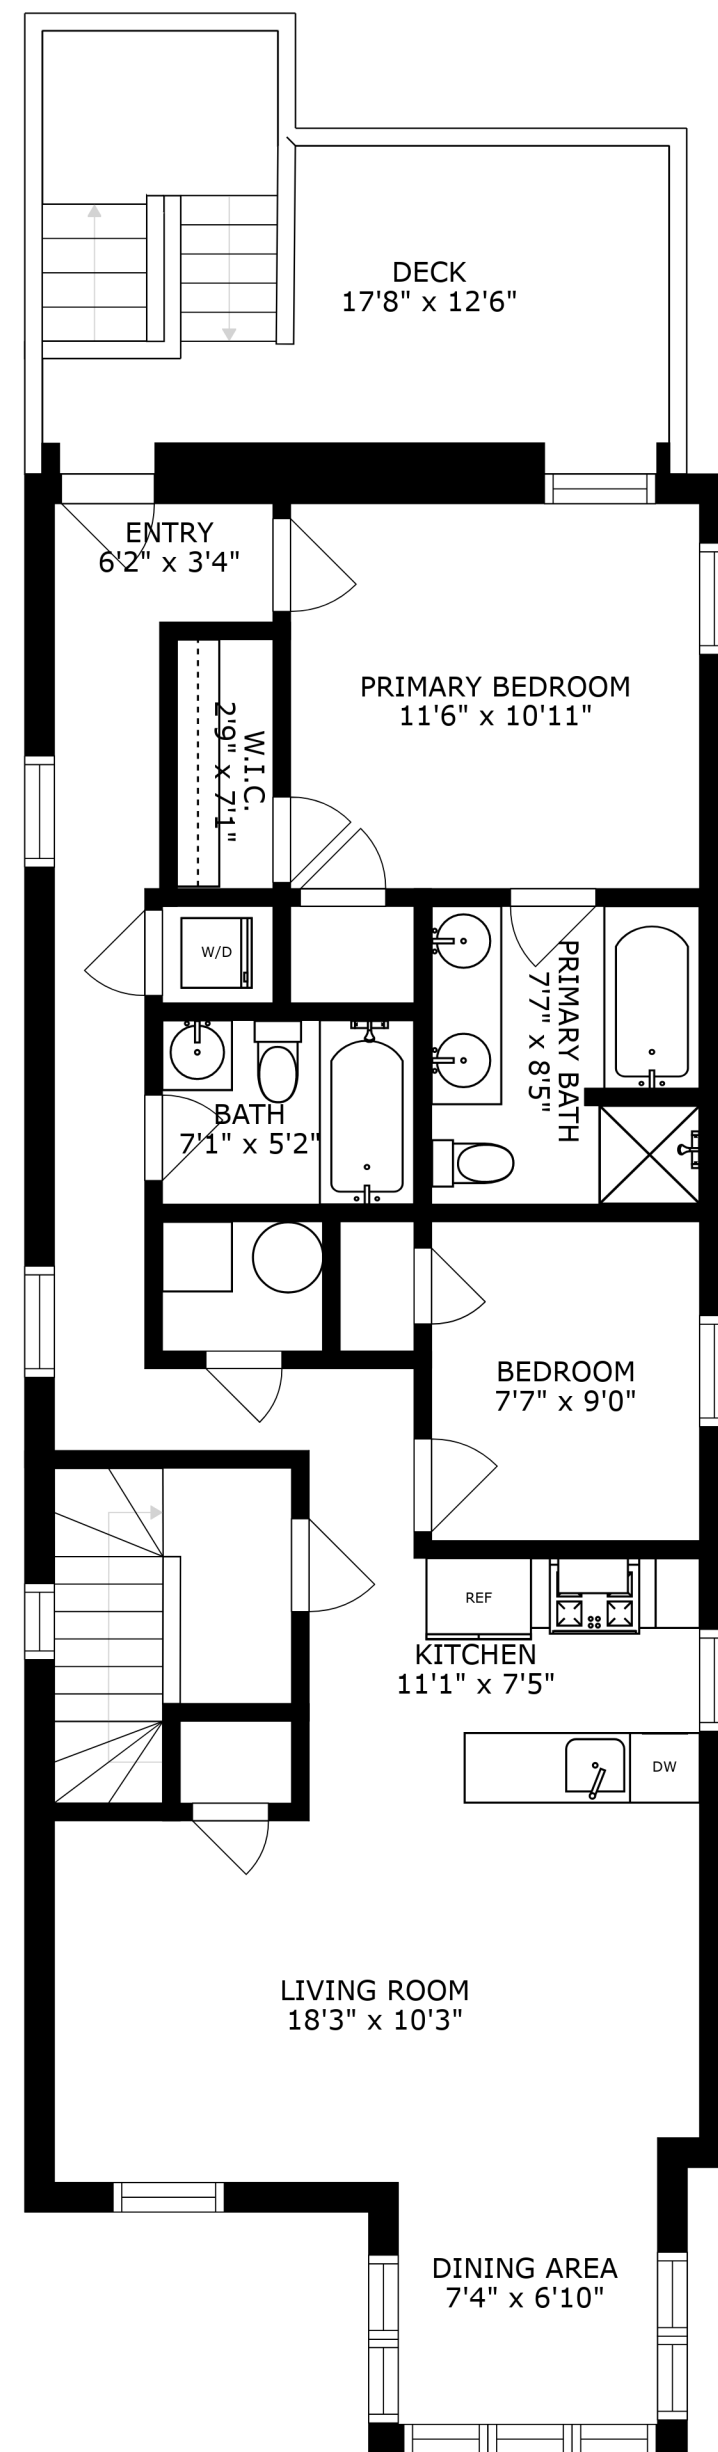 DECK
17'8" x 12'6"
ENTRY
6'2" x 3'4"
PRIMARY BEDROOM
11'6" x 10'11"
W.I.C.
2'9" x 7'1"
W/D
PRIMARY BATH
7'7" x 8'5"
BATH
7'1" x 5'2"
BEDROOM
7'7" x 9'0"
REF
KITCHEN
11'1" x 7'5"
DW
LIVING ROOM
18'3" x 10'3"
DINING AREA
7'4" x 6'10"